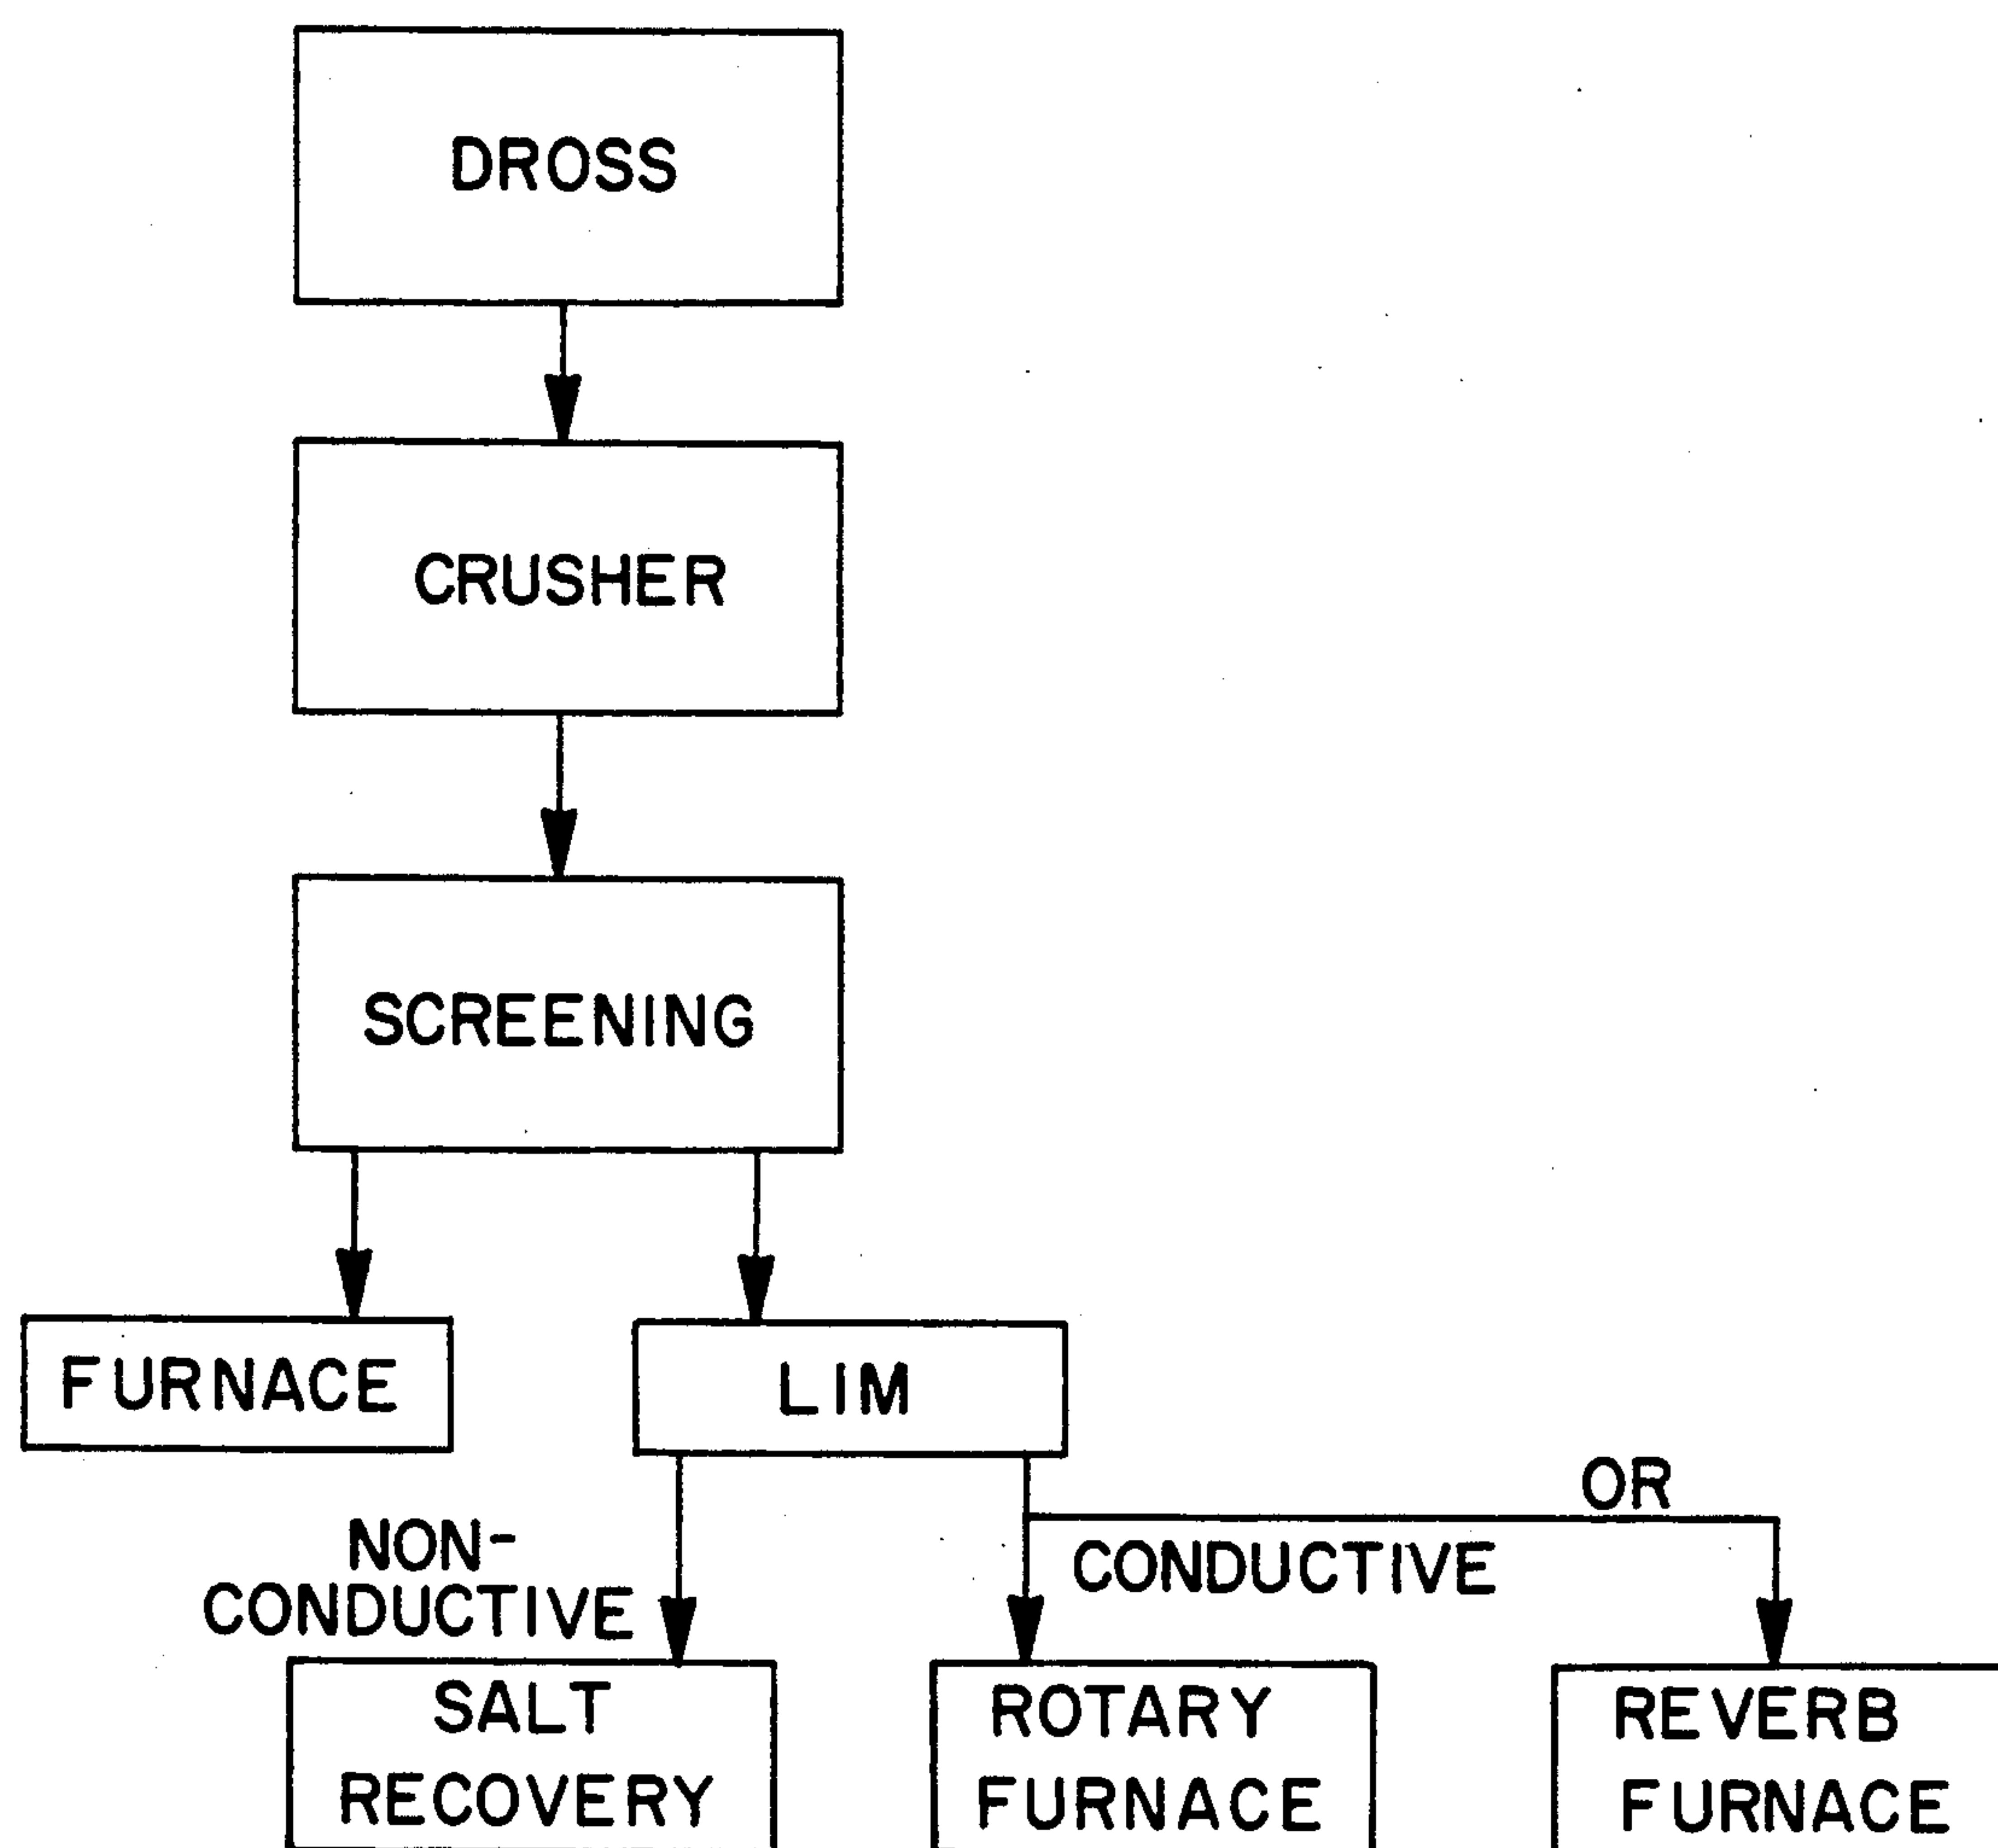 DROSS
CRUSHER
SCREENING
FURNACE
LIM
OR
NON-
CONDUCTIVE
CONDUCTIVE
SALT
RECOVERY
ROTARY
FURNACE
REVERB
FURNACE